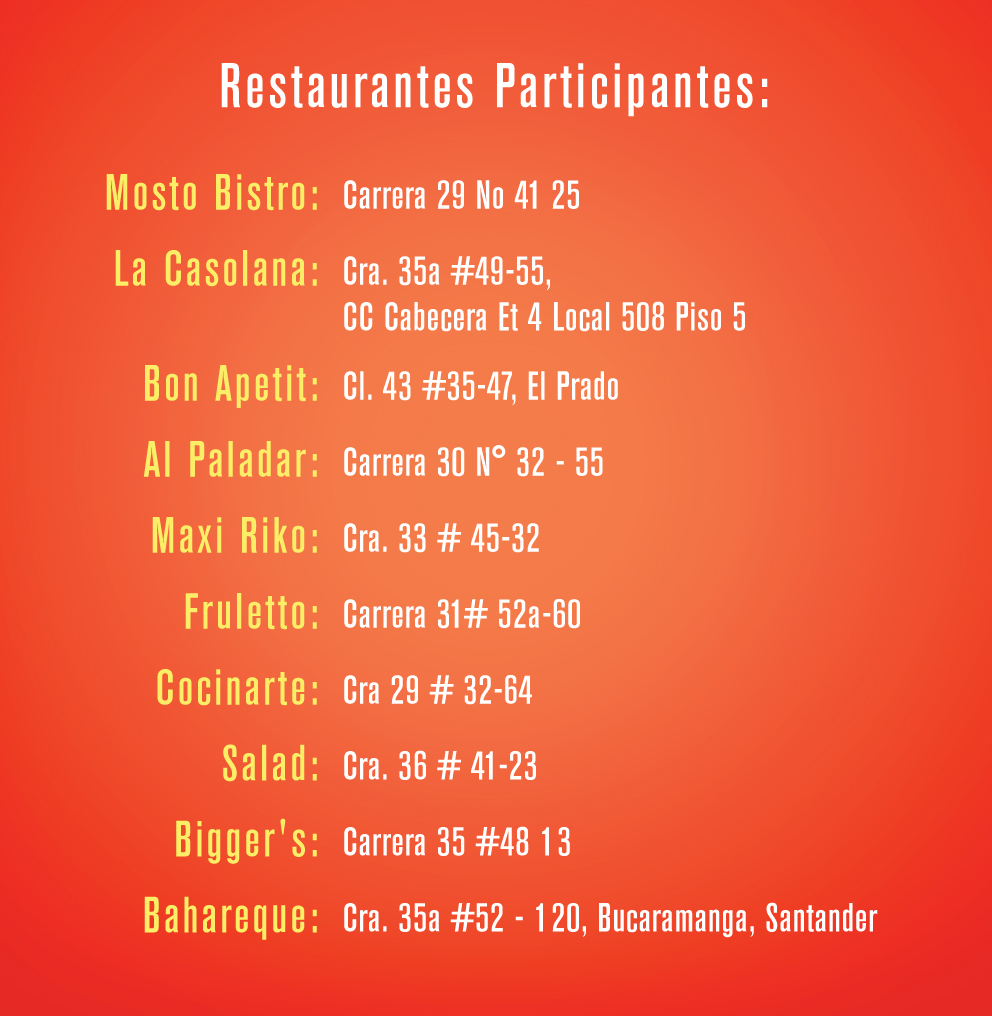 Restaurantes Participantes:
Mosto Bistro: Carrera 29 No 41 25
La Casolana: Cra. 35a #49-55,
CC Cabecera Et 4 Local 508 Piso 5
Bon Apetit: Cl. 43 #35-47, El Prado
Al Paladar: Carrera 30 N° 32 - 55
Maxi Riko: Cra. 33 # 45-32
Fruletto: Carrera 31# 52a-60
Cocinarte: Cra 29 # 32-64
Salad: Cra. 36 # 41-23
Bigger's: Carrera 35 #48 13
Bahareque: Cra. 35a #52 - 120, Bucaramanga, Santander